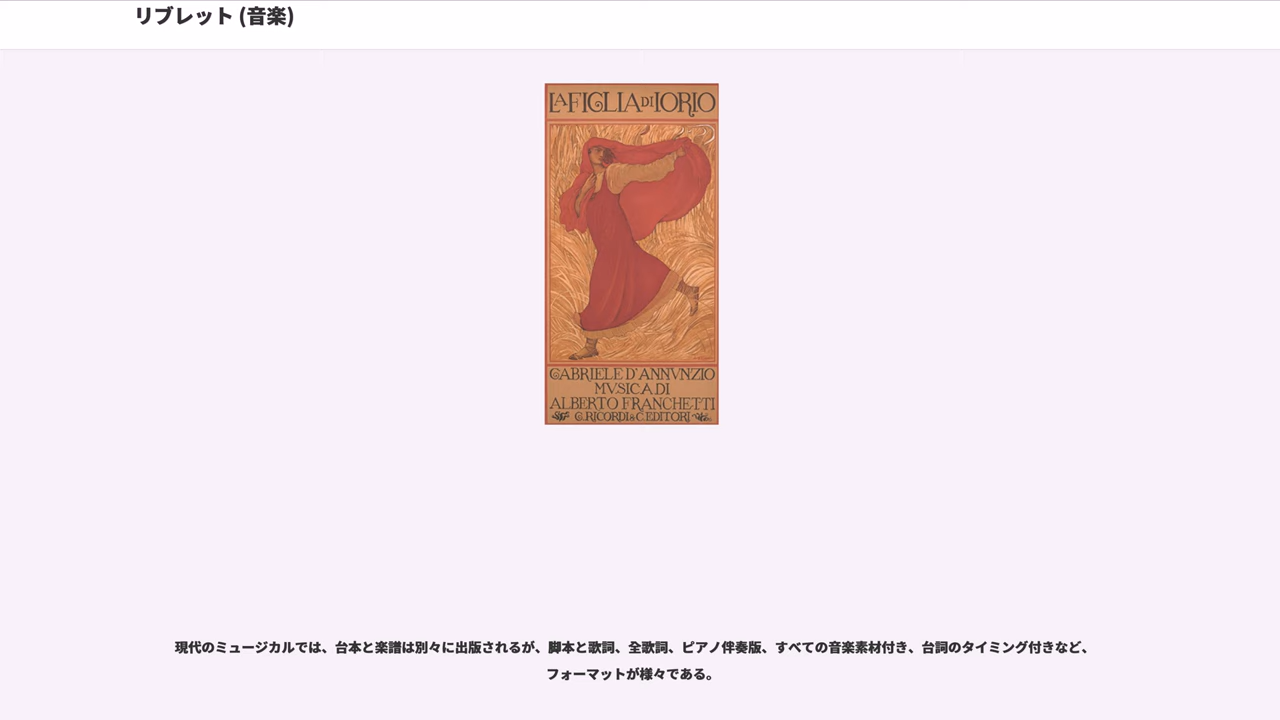 リブレット (音楽)
LA FIGLIA DI IORIO
GABRIELE D'ANNVNZIO
MVSICA DI
ALBERTO FRANCHETTI
G. RICORDI & C. EDITORI
現代のミュージカルでは、台本と楽譜は別々に出版されるが、脚本と歌詞、全歌詞、ピアノ伴奏版、すべての音楽素材付き、台詞のタイミング付きなど、
フォーマットが様々である。